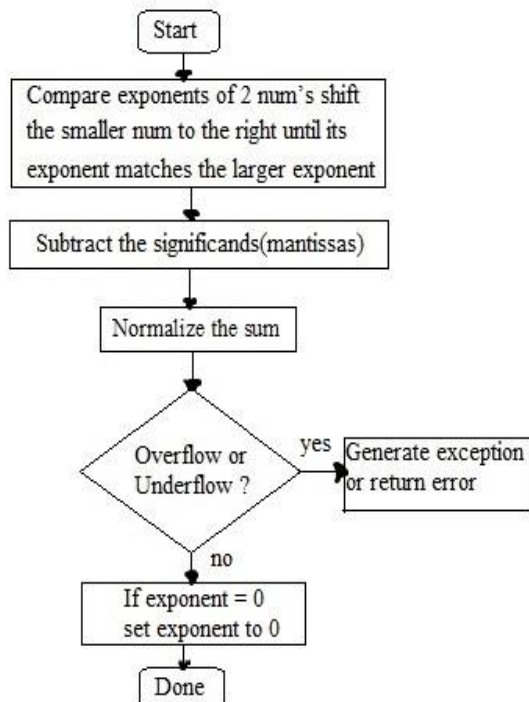 Start
Compare exponents of 2 num's shift
the smaller num to the right until its
exponent matches the larger exponent
Subtract the significands(mantissas)
Normalize the sum
Overflow or
Underflow ?
yes
Generate exception
or return error
no
If exponent = 0
set exponent to 0
Done